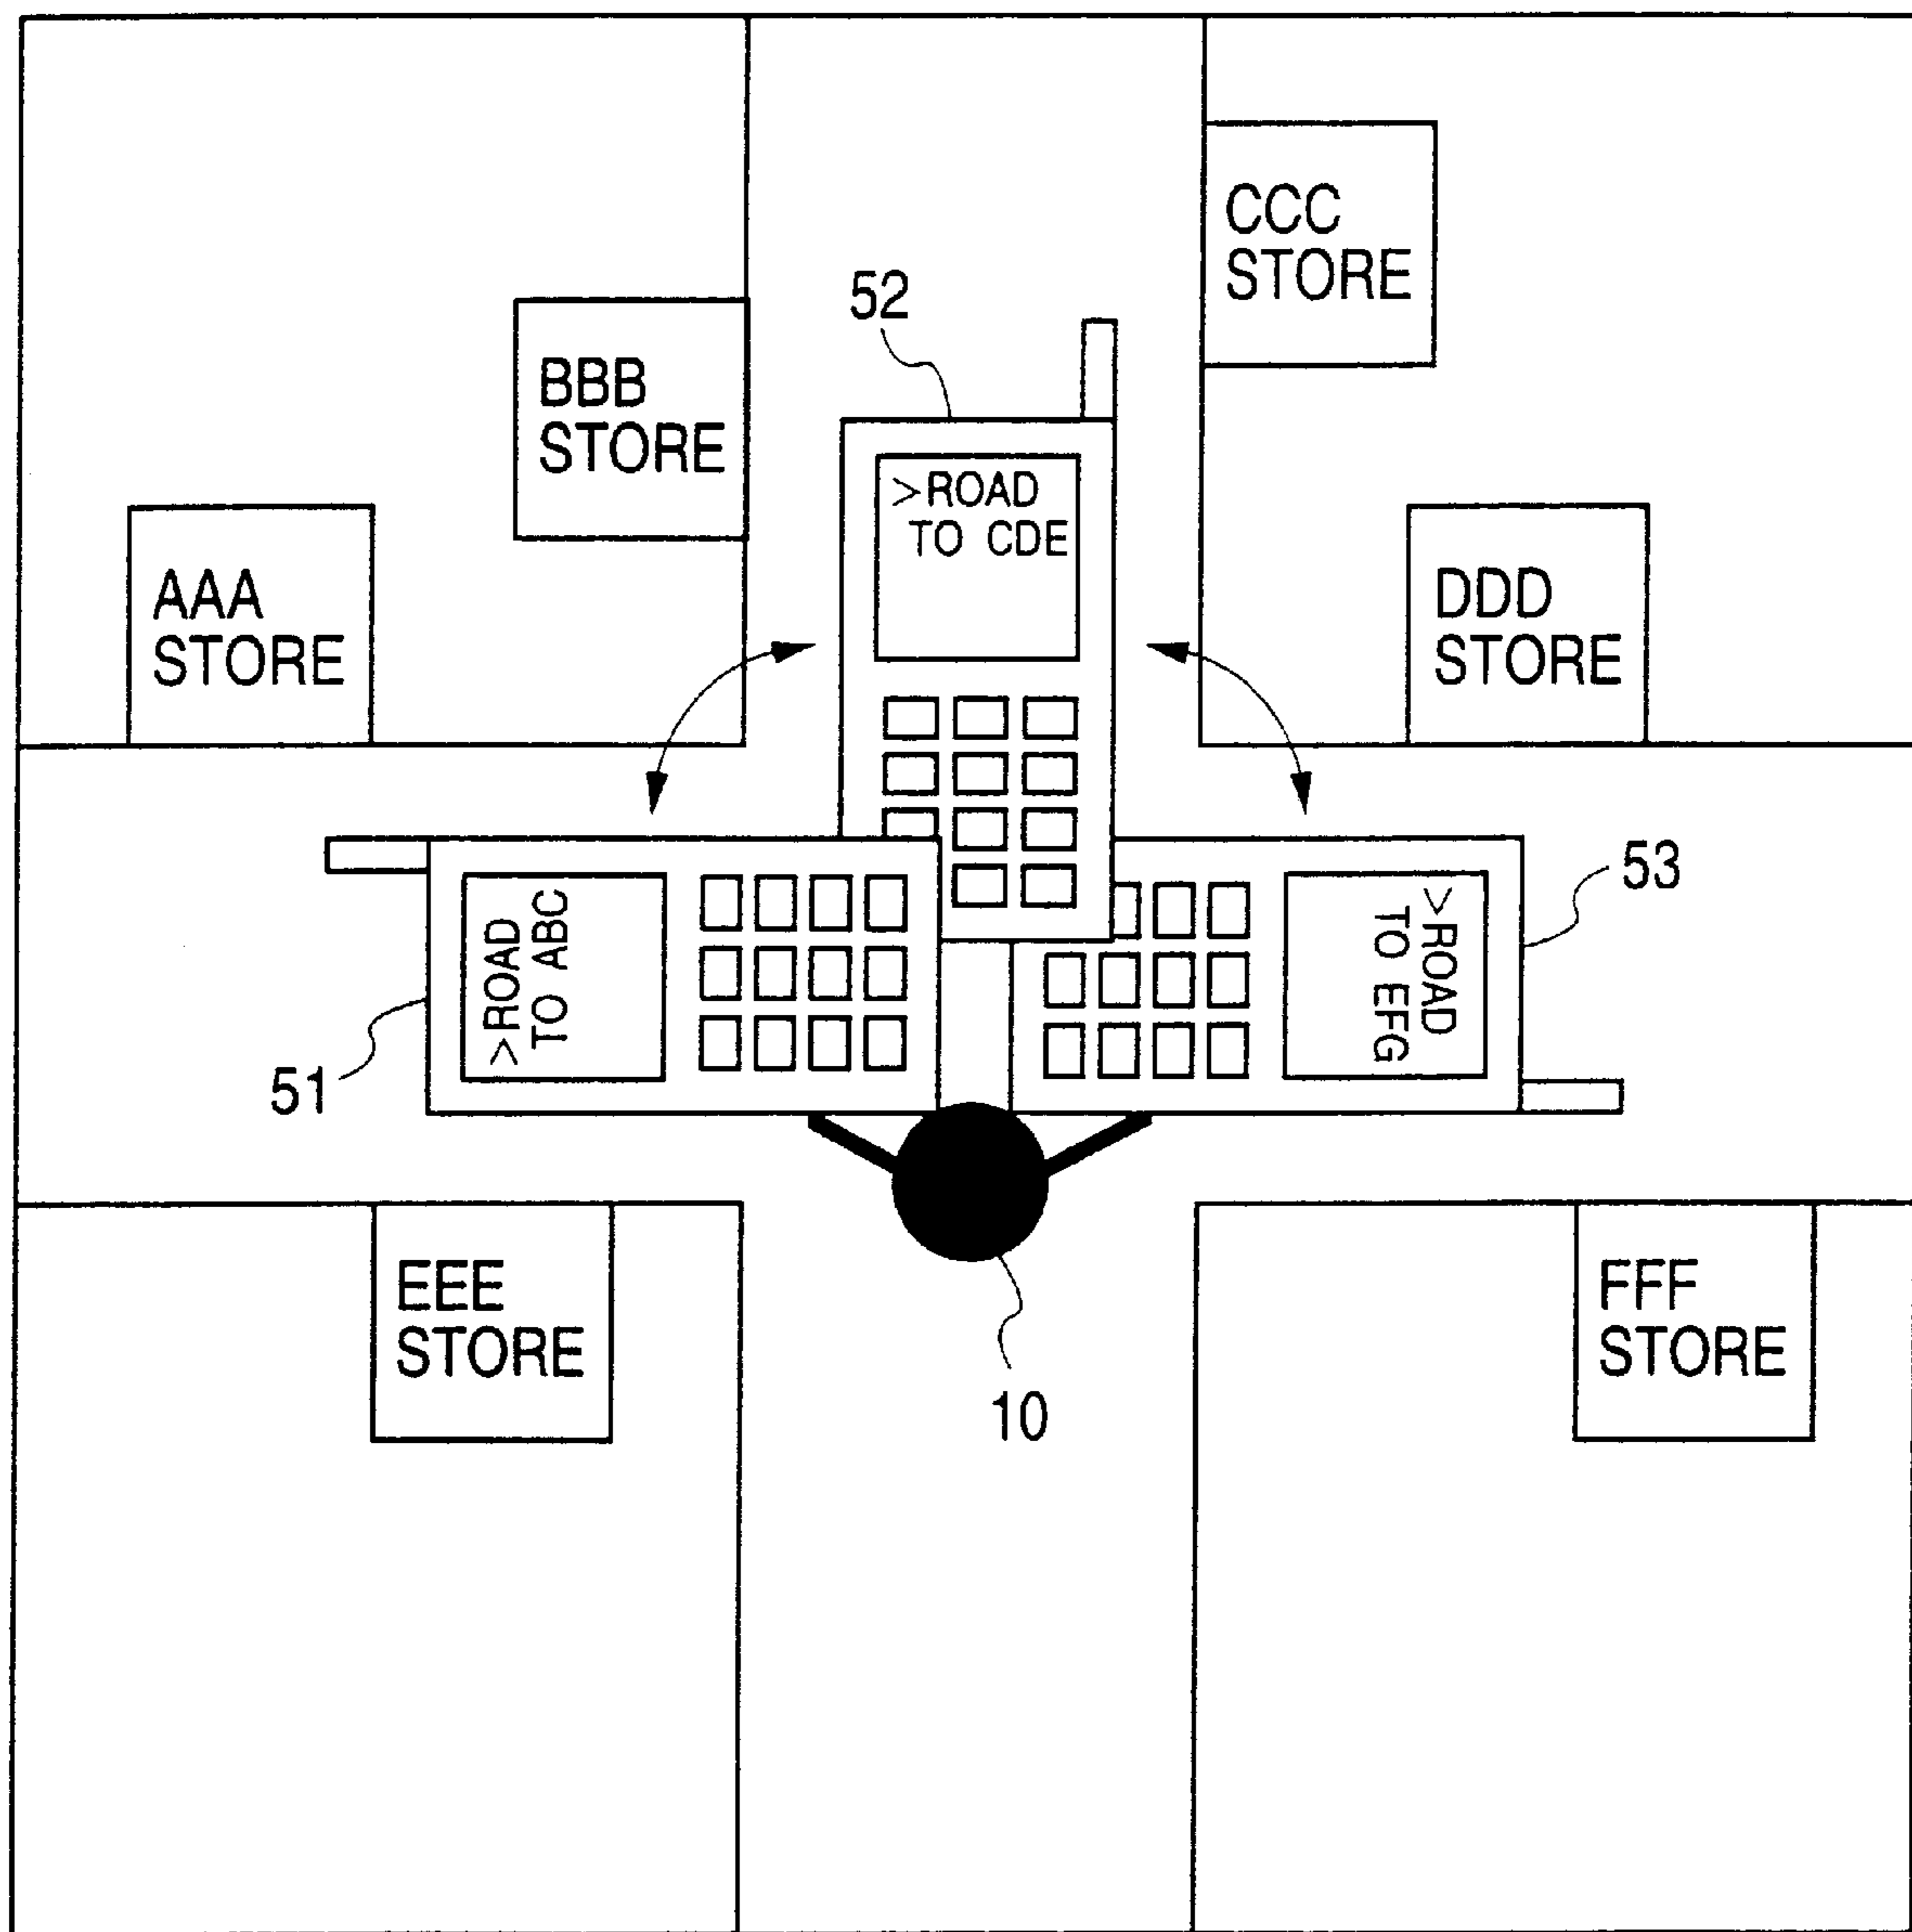 CCC
STORE
52
BBB
STORE
>ROAD
TO CDE
AAA
STORE
DDD
STORE
53
>ROAD
TO ABC
>ROAD
TO EFG
51
EEE
STORE
FFF
STORE
10